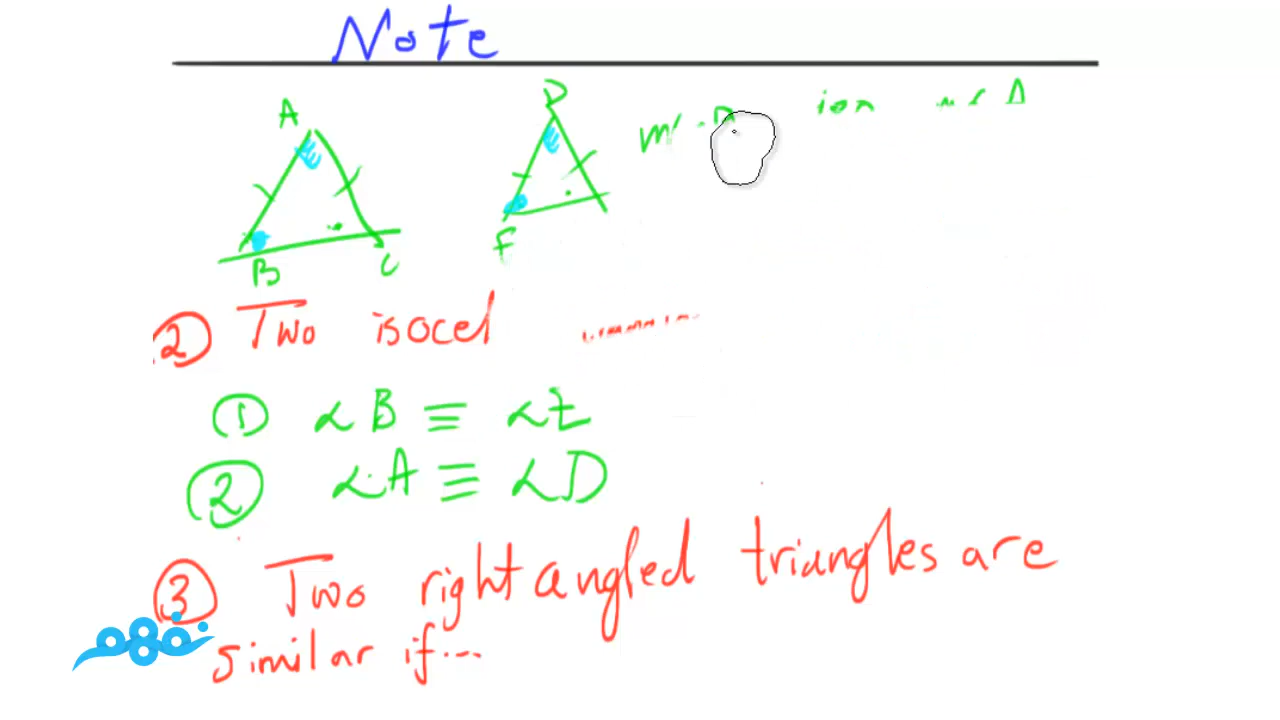 Note
A
D
B
C
F
② Two isocel
① ∠B ≡ ∠E
② ∠A ≡ ∠D
③ Two right angled triangles are
similar if...